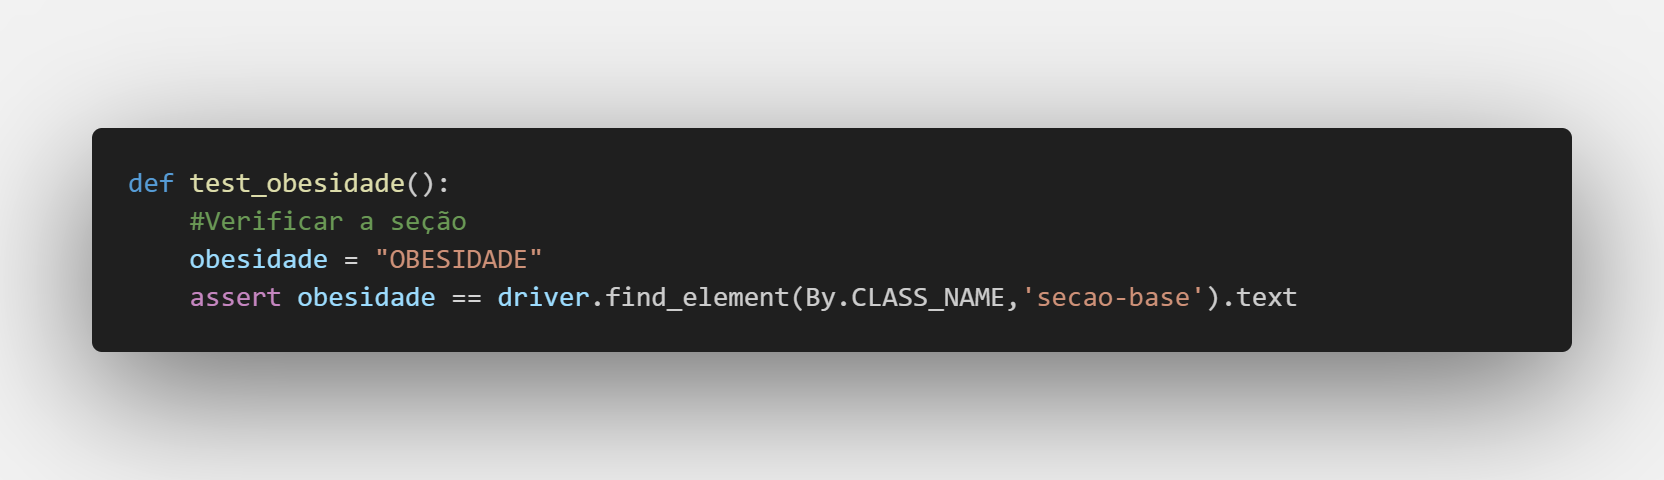 def test_obesidade():
    #Verificar a seção
    obesidade = "OBESIDADE"
    assert obesidade == driver.find_element(By.CLASS_NAME,'secao-base').text